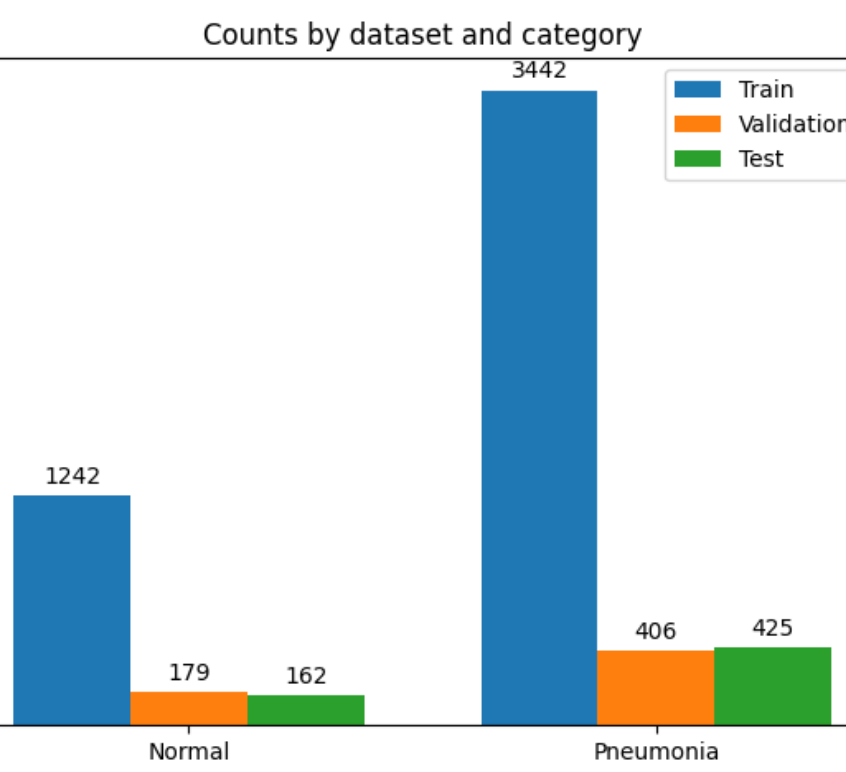 Counts by dataset and category
3442
Train
Validation
Test
1242
179
162
406
425
Normal
Pneumonia